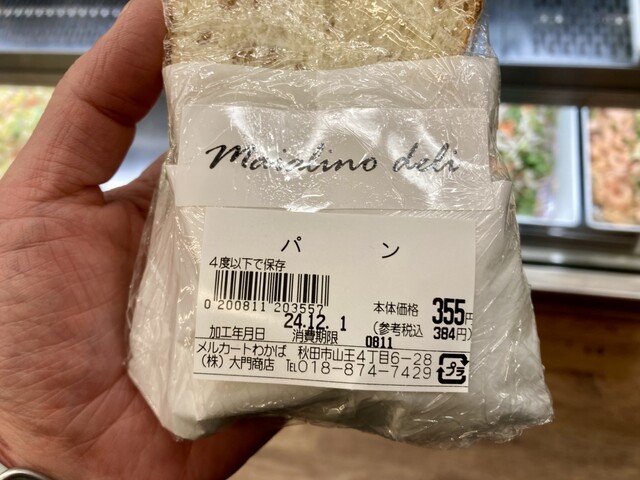 Maialino deli
パン
4度以下で保存
0 200811 203557
24.12. 1
本体価格 355円
(参考税込 384円)
加工年月日 消費期限 0811
メルカートわかば 秋田市山王4丁目6-28
(株) 大門商店 TEL018-874-7429
プラ